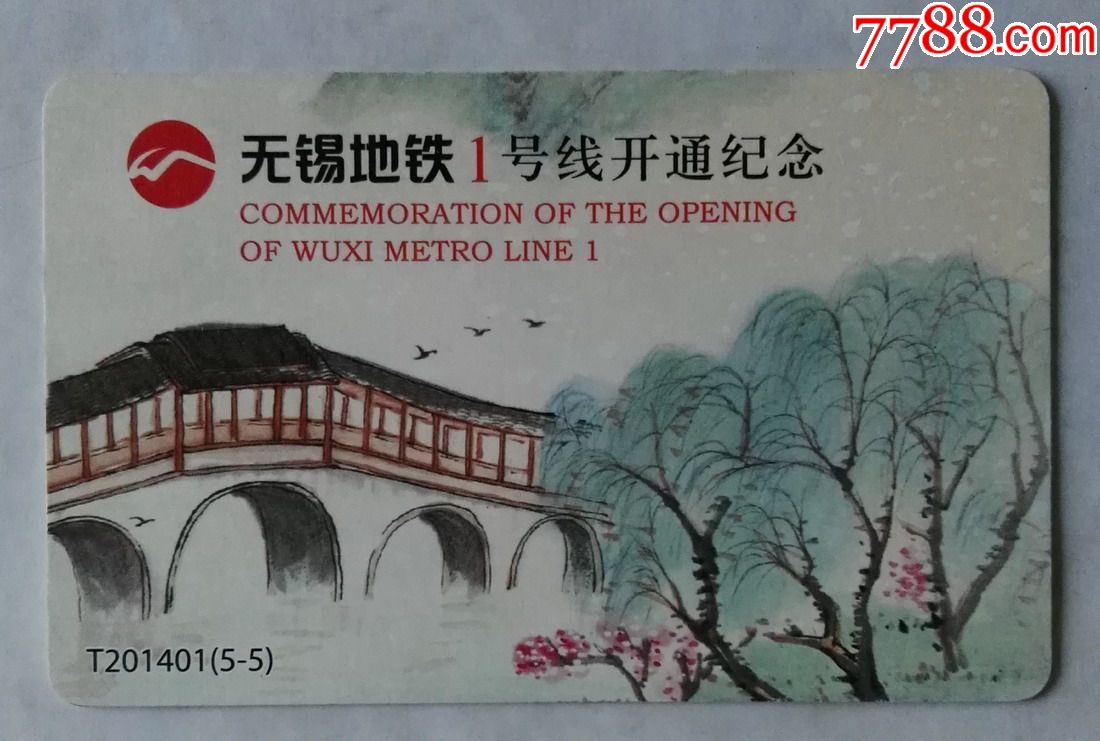 7788.com
无锡地铁1号线开通纪念
COMMEMORATION OF THE OPENING
OF WUXI METRO LINE 1
T201401(5-5)